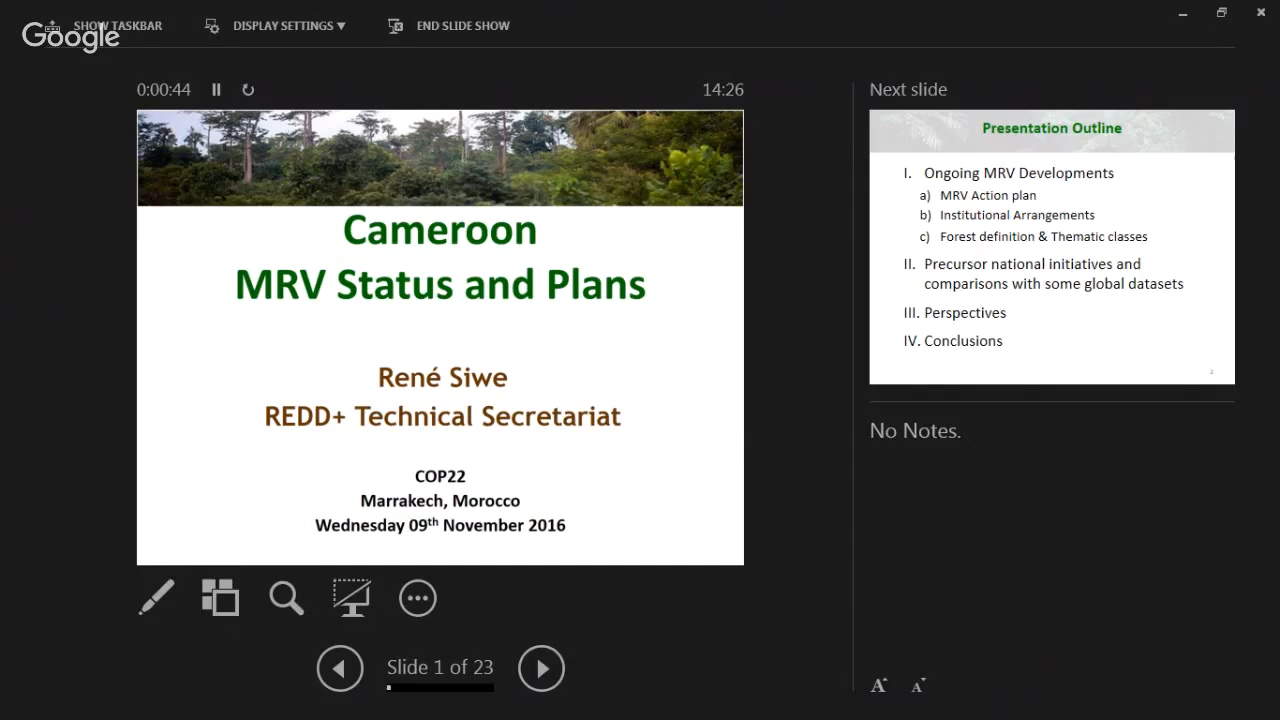 Google
SHOW TASKBAR
DISPLAY SETTINGS ▼
END SLIDE SHOW
0:00:44
14:26
Cameroon
MRV Status and Plans
René Siwe
REDD+ Technical Secretariat
COP22
Marrakech, Morocco
Wednesday 09th November 2016
Slide 1 of 23
Next slide
Presentation Outline
I. Ongoing MRV Developments
a) MRV Action plan
b) Institutional Arrangements
c) Forest definition & Thematic classes
II. Precursor national initiatives and
comparisons with some global datasets
III. Perspectives
IV. Conclusions
2
No Notes.
A A